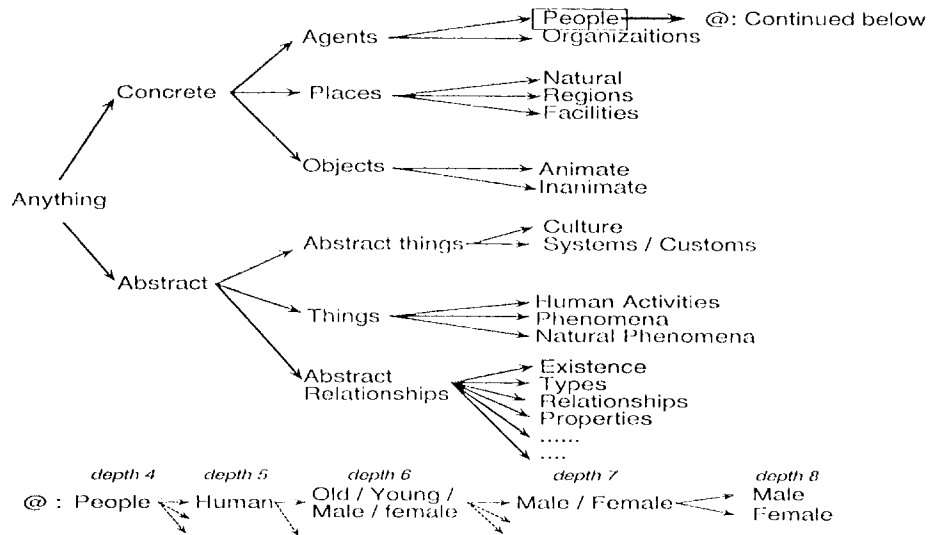 People @: Continued below
Agents Organizaitions
Natural
Concrete Places Regions
Facilities
Objects Animate
Inanimate
Anything
Culture
Abstract things Systems / Customs
Abstract
Human Activities
Things Phenomena
Natural Phenomena
Existence
Abstract Types
Relationships Relationships
Properties
......
....
depth 4 depth 5 depth 6 depth 7 depth 8
@ : People Human Old / Young / Male / Female Male
Male / female Female